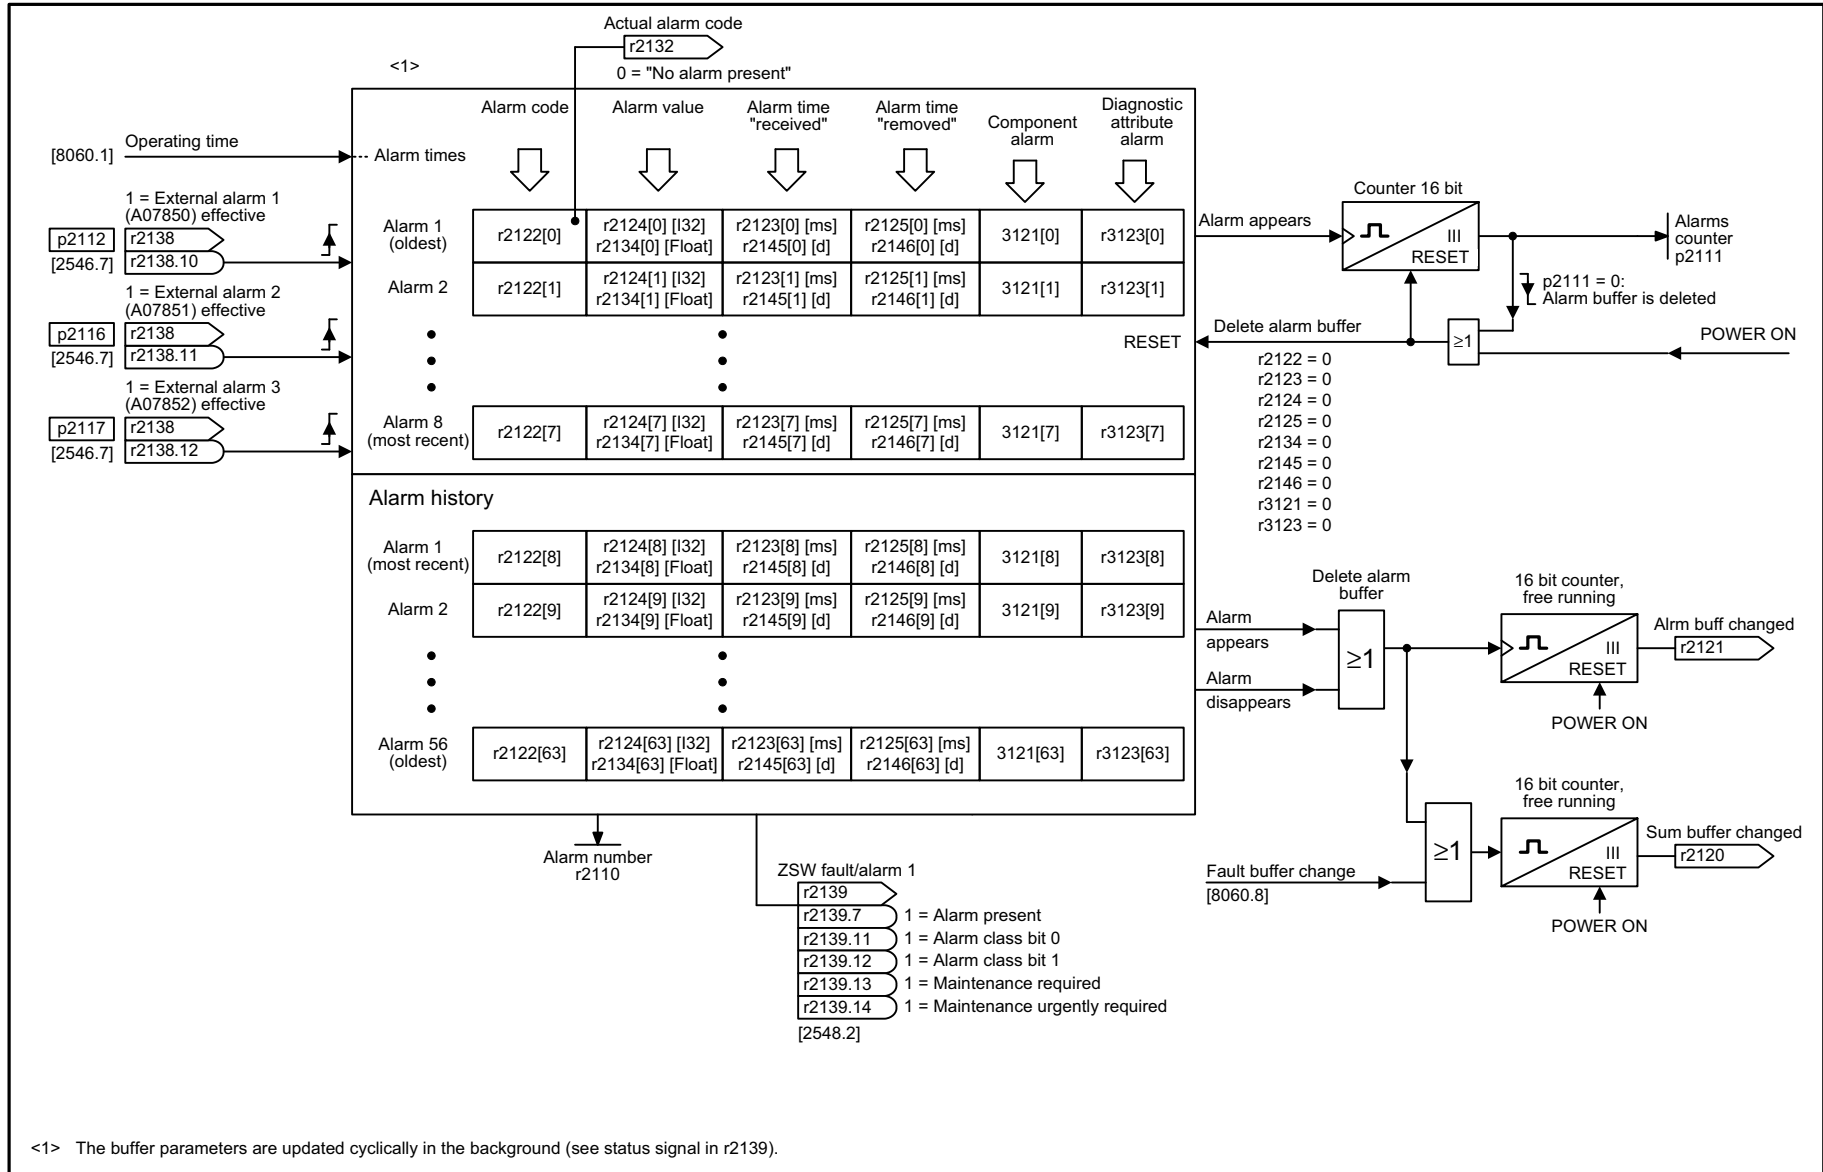 Actual alarm code
r2132
0 = "No alarm present"
<1>
Alarm code
Alarm value
Alarm time
"received"
Alarm time
"removed"
Component
alarm
Diagnostic
attribute
alarm
[8060.1]
Operating time
Alarm times
1 = External alarm 1
(A07850) effective
p2112
r2138
[2546.7]
r2138.10
1 = External alarm 2
(A07851) effective
p2116
r2138
[2546.7]
r2138.11
1 = External alarm 3
(A07852) effective
p2117
r2138
[2546.7]
r2138.12
Alarm 1
(oldest)
r2122[0]
r2124[0] [I32]
r2134[0] [Float]
r2123[0] [ms]
r2145[0] [d]
r2125[0] [ms]
r2146[0] [d]
3121[0]
r3123[0]
Alarm 2
r2122[1]
r2124[1] [I32]
r2134[1] [Float]
r2123[1] [ms]
r2145[1] [d]
r2125[1] [ms]
r2146[1] [d]
3121[1]
r3123[1]
RESET
Alarm 8
(most recent)
r2122[7]
r2124[7] [I32]
r2134[7] [Float]
r2123[7] [ms]
r2145[7] [d]
r2125[7] [ms]
r2146[7] [d]
3121[7]
r3123[7]
Alarm appears
Counter 16 bit
III
RESET
Alarms
counter
p2111
p2111 = 0:
Alarm buffer is deleted
Delete alarm buffer
≥1
POWER ON
r2122 = 0
r2123 = 0
r2124 = 0
r2125 = 0
r2134 = 0
r2145 = 0
r2146 = 0
r3121 = 0
r3123 = 0
Alarm history
Alarm 1
(most recent)
r2122[8]
r2124[8] [I32]
r2134[8] [Float]
r2123[8] [ms]
r2145[8] [d]
r2125[8] [ms]
r2146[8] [d]
3121[8]
r3123[8]
Alarm 2
r2122[9]
r2124[9] [I32]
r2134[9] [Float]
r2123[9] [ms]
r2145[9] [d]
r2125[9] [ms]
r2146[9] [d]
3121[9]
r3123[9]
Alarm 56
(oldest)
r2122[63]
r2124[63] [I32]
r2134[63] [Float]
r2123[63] [ms]
r2145[63] [d]
r2125[63] [ms]
r2146[63] [d]
3121[63]
r3123[63]
Delete alarm
buffer
Alarm
appears
Alarm
disappears
≥1
16 bit counter,
free running
III
RESET
POWER ON
Alrm buff changed
r2121
16 bit counter,
free running
≥1
III
RESET
POWER ON
Sum buffer changed
r2120
Fault buffer change
[8060.8]
Alarm number
r2110
ZSW fault/alarm 1
r2139
r2139.7
1 = Alarm present
r2139.11
1 = Alarm class bit 0
r2139.12
1 = Alarm class bit 1
r2139.13
1 = Maintenance required
r2139.14
1 = Maintenance urgently required
[2548.2]
<1> The buffer parameters are updated cyclically in the background (see status signal in r2139).